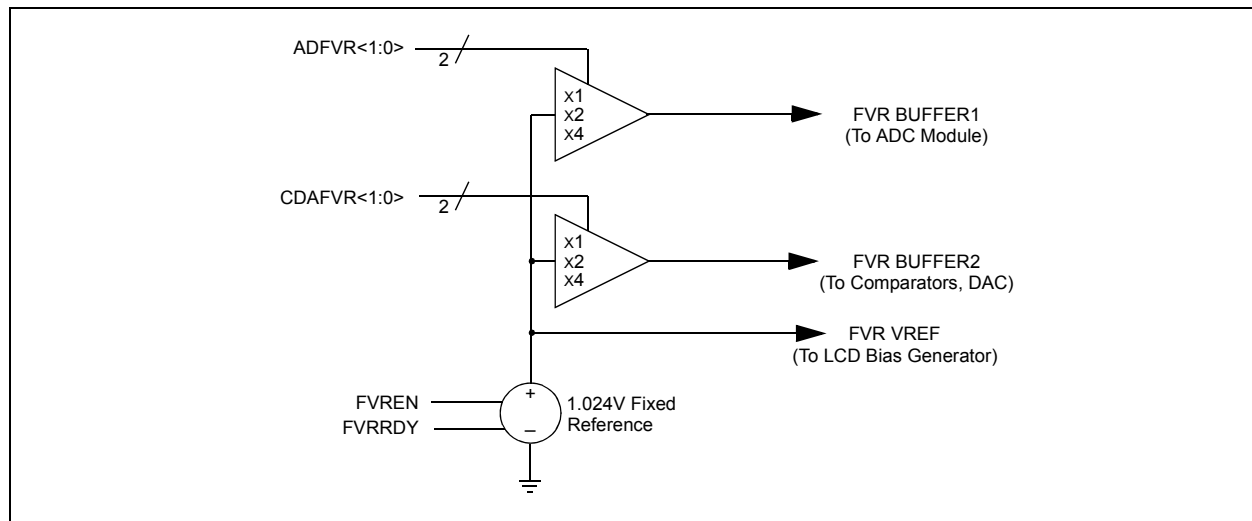 ADFVR<1:0>
2
X1
X2
X4
FVR BUFFER1
(To ADC Module)
CDAFVR<1:0>
2
X1
X2
X4
FVR BUFFER2
(To Comparators, DAC)
FVR VREF
(To LCD Bias Generator)
FVREN
FVRRDY
+
–
1.024V Fixed
Reference